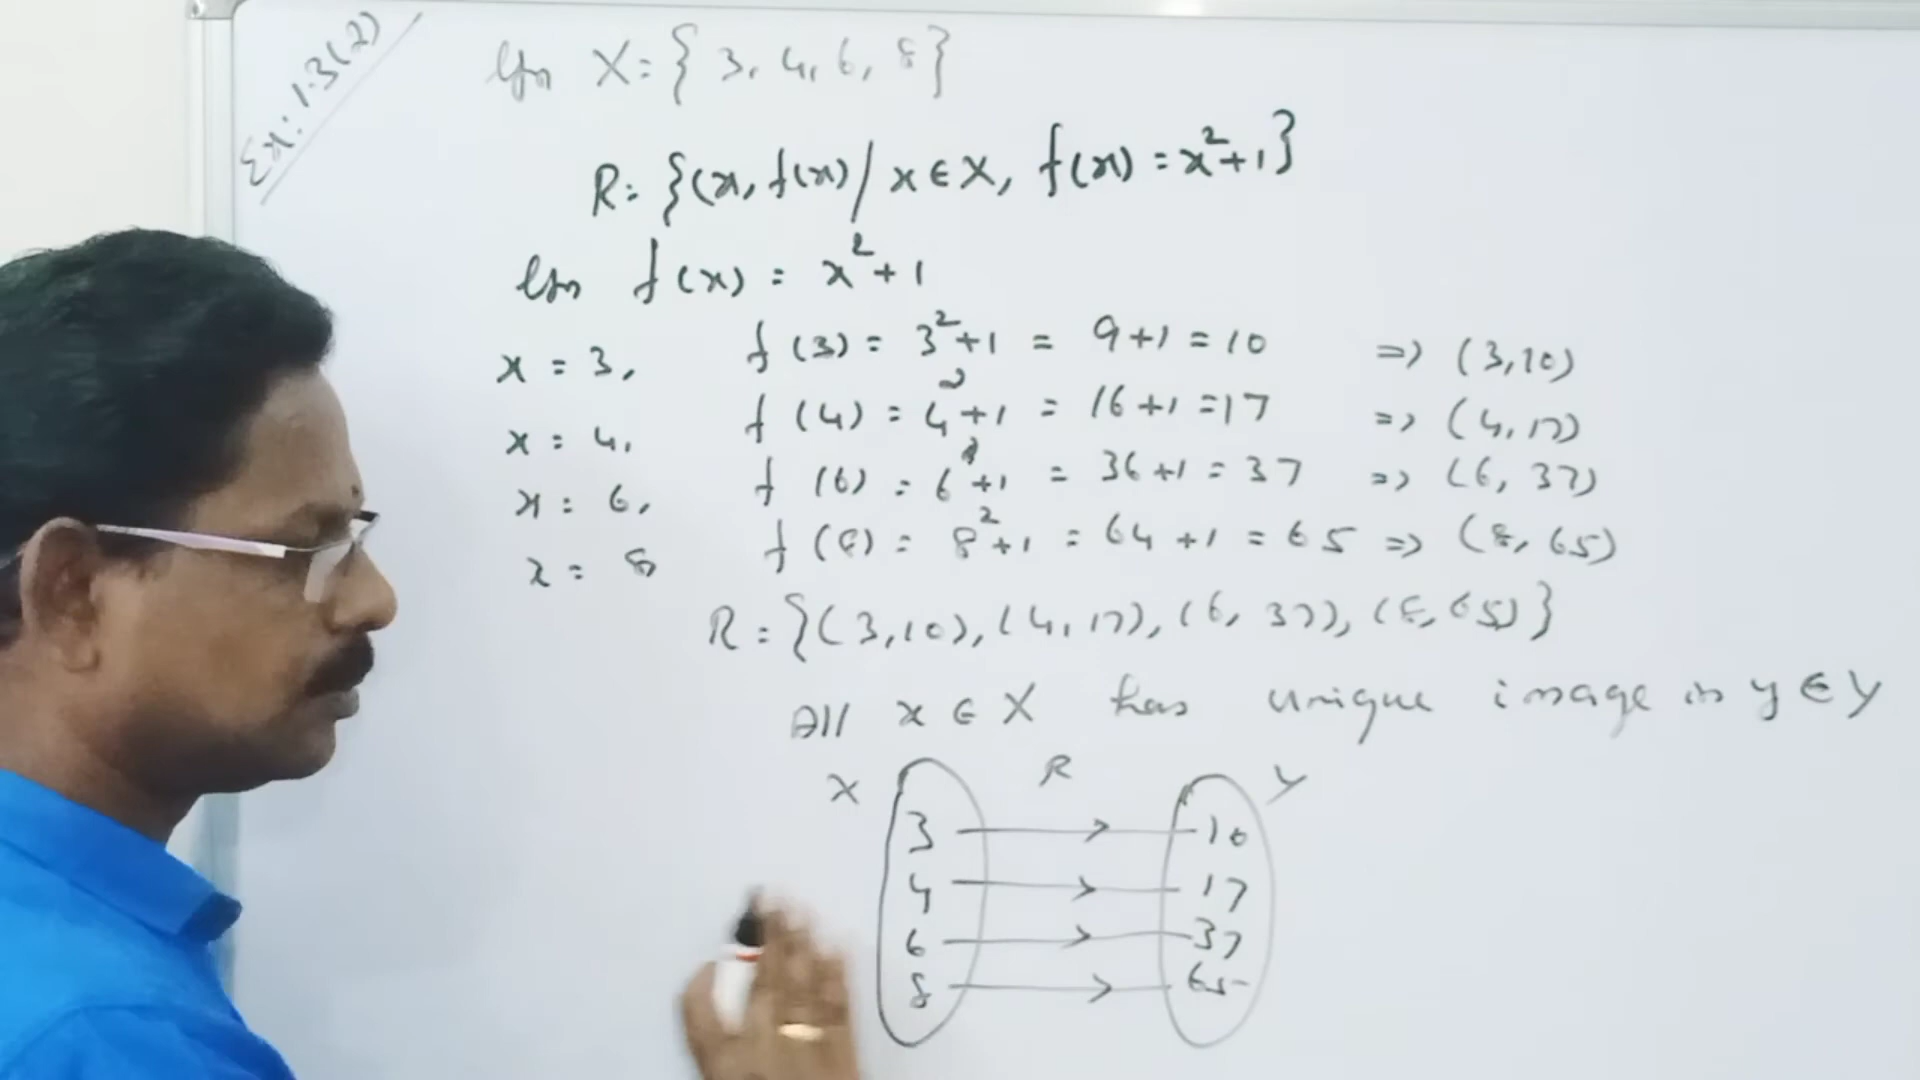 Ex: 1.3(2)
Gn X = { 3, 4, 6, 8}
R = {(x, f(x) / x ∈ X, f(x) = x²+1}
Gn f(x) = x²+1
x = 3, f(3) = 3²+1 = 9+1 = 10 => (3,10)
x = 4, f(4) = 4²+1 = 16+1 = 17 => (4,17)
x = 6, f(6) = 6²+1 = 36+1 = 37 => (6, 37)
x = 8 f(8) = 8²+1 = 64+1 = 65 => (8, 65)
R = {(3,10), (4,17), (6, 37), (8,65)}
All x ∈ X has unique image in y ∈ Y
X R Y
3 10
4 17
6 37
8 65